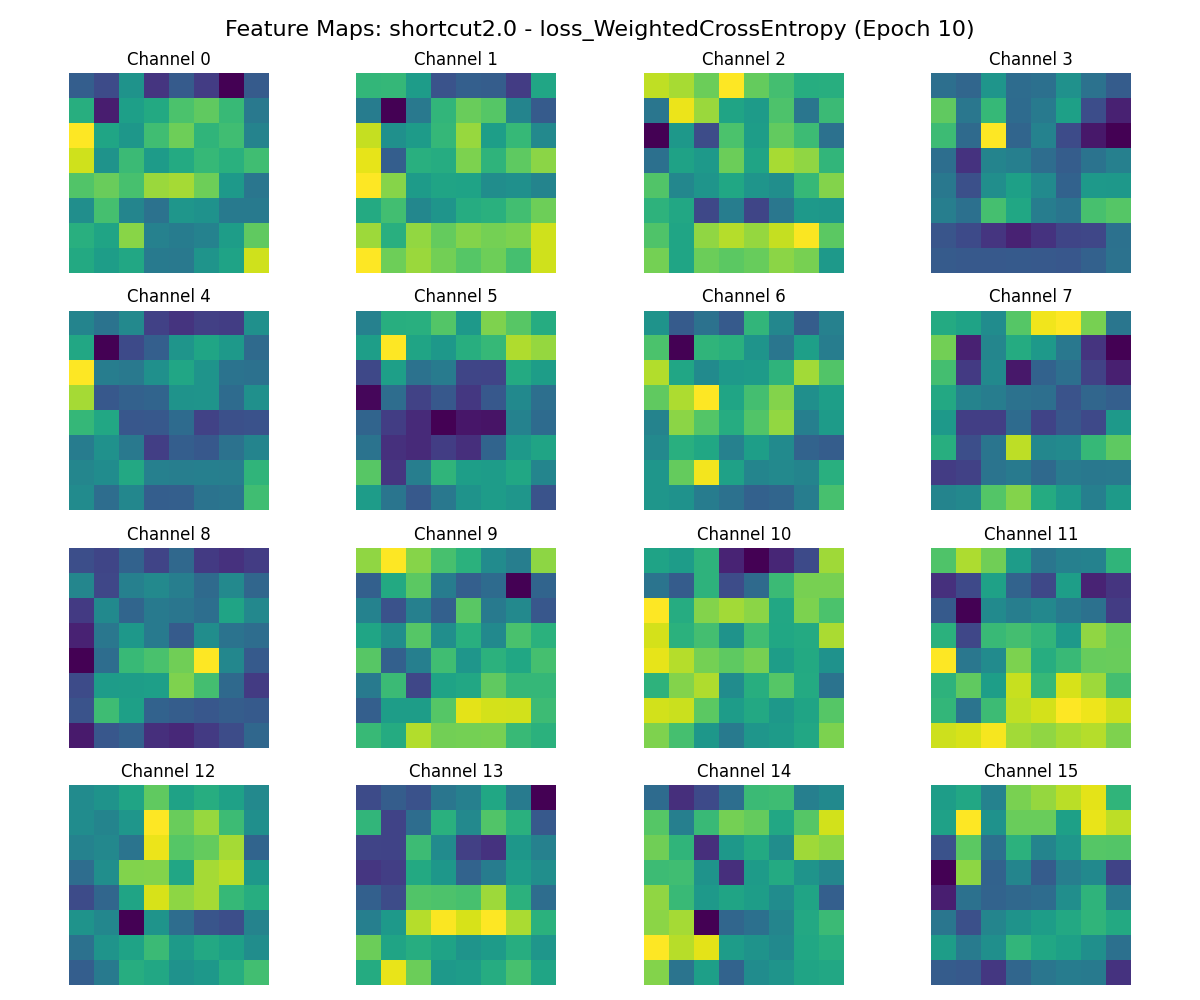 Feature Maps: shortcut2.0 - loss_WeightedCrossEntropy (Epoch 10)
Channel 0
Channel 1
Channel 2
Channel 3
Channel 4
Channel 5
Channel 6
Channel 7
Channel 8
Channel 9
Channel 10
Channel 11
Channel 12
Channel 13
Channel 14
Channel 15